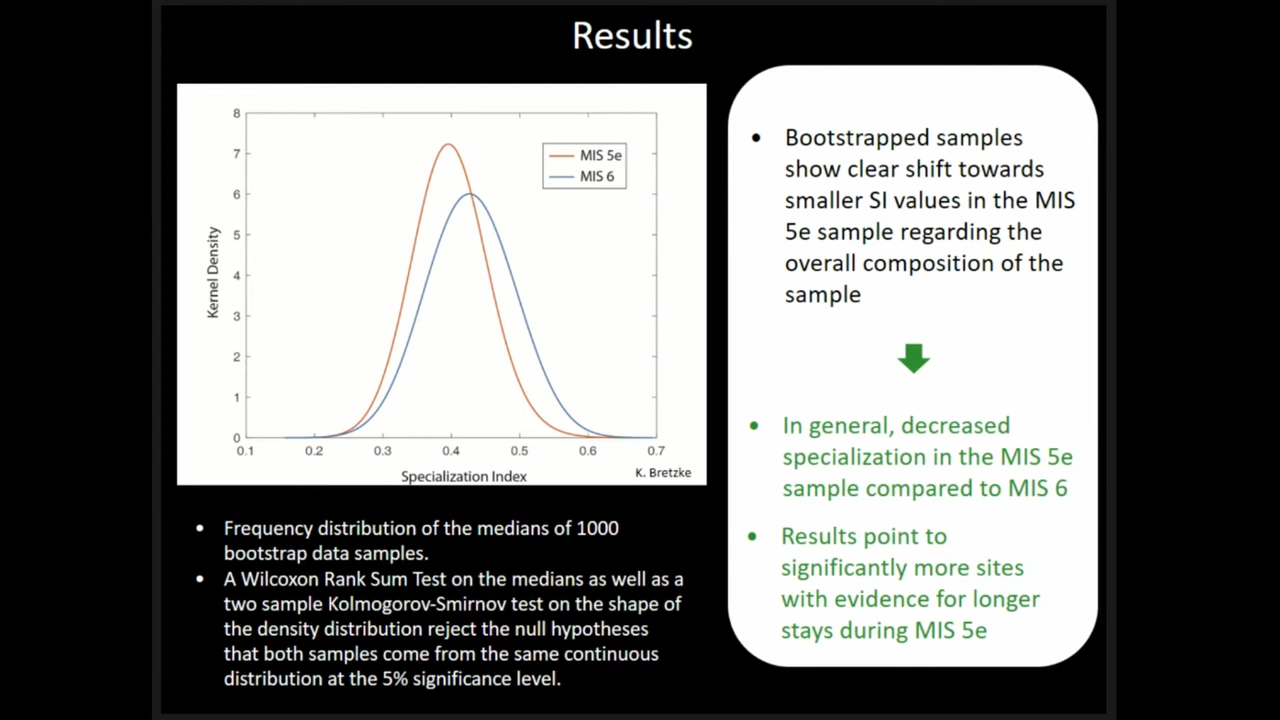 Results
8
7
6
5
4
3
2
1
0
0.1 0.2 0.3 0.4 0.5 0.6 0.7
Kernel Density
Specialization Index
MIS 5e
MIS 6
K. Bretzke
• Frequency distribution of the medians of 1000
bootstrap data samples.
• A Wilcoxon Rank Sum Test on the medians as well as a
two sample Kolmogorov-Smirnov test on the shape of
the density distribution reject the null hypotheses
that both samples come from the same continuous
distribution at the 5% significance level.
• Bootstrapped samples
show clear shift towards
smaller SI values in the MIS
5e sample regarding the
overall composition of the
sample
• In general, decreased
specialization in the MIS 5e
sample compared to MIS 6
• Results point to
significantly more sites
with evidence for longer
stays during MIS 5e